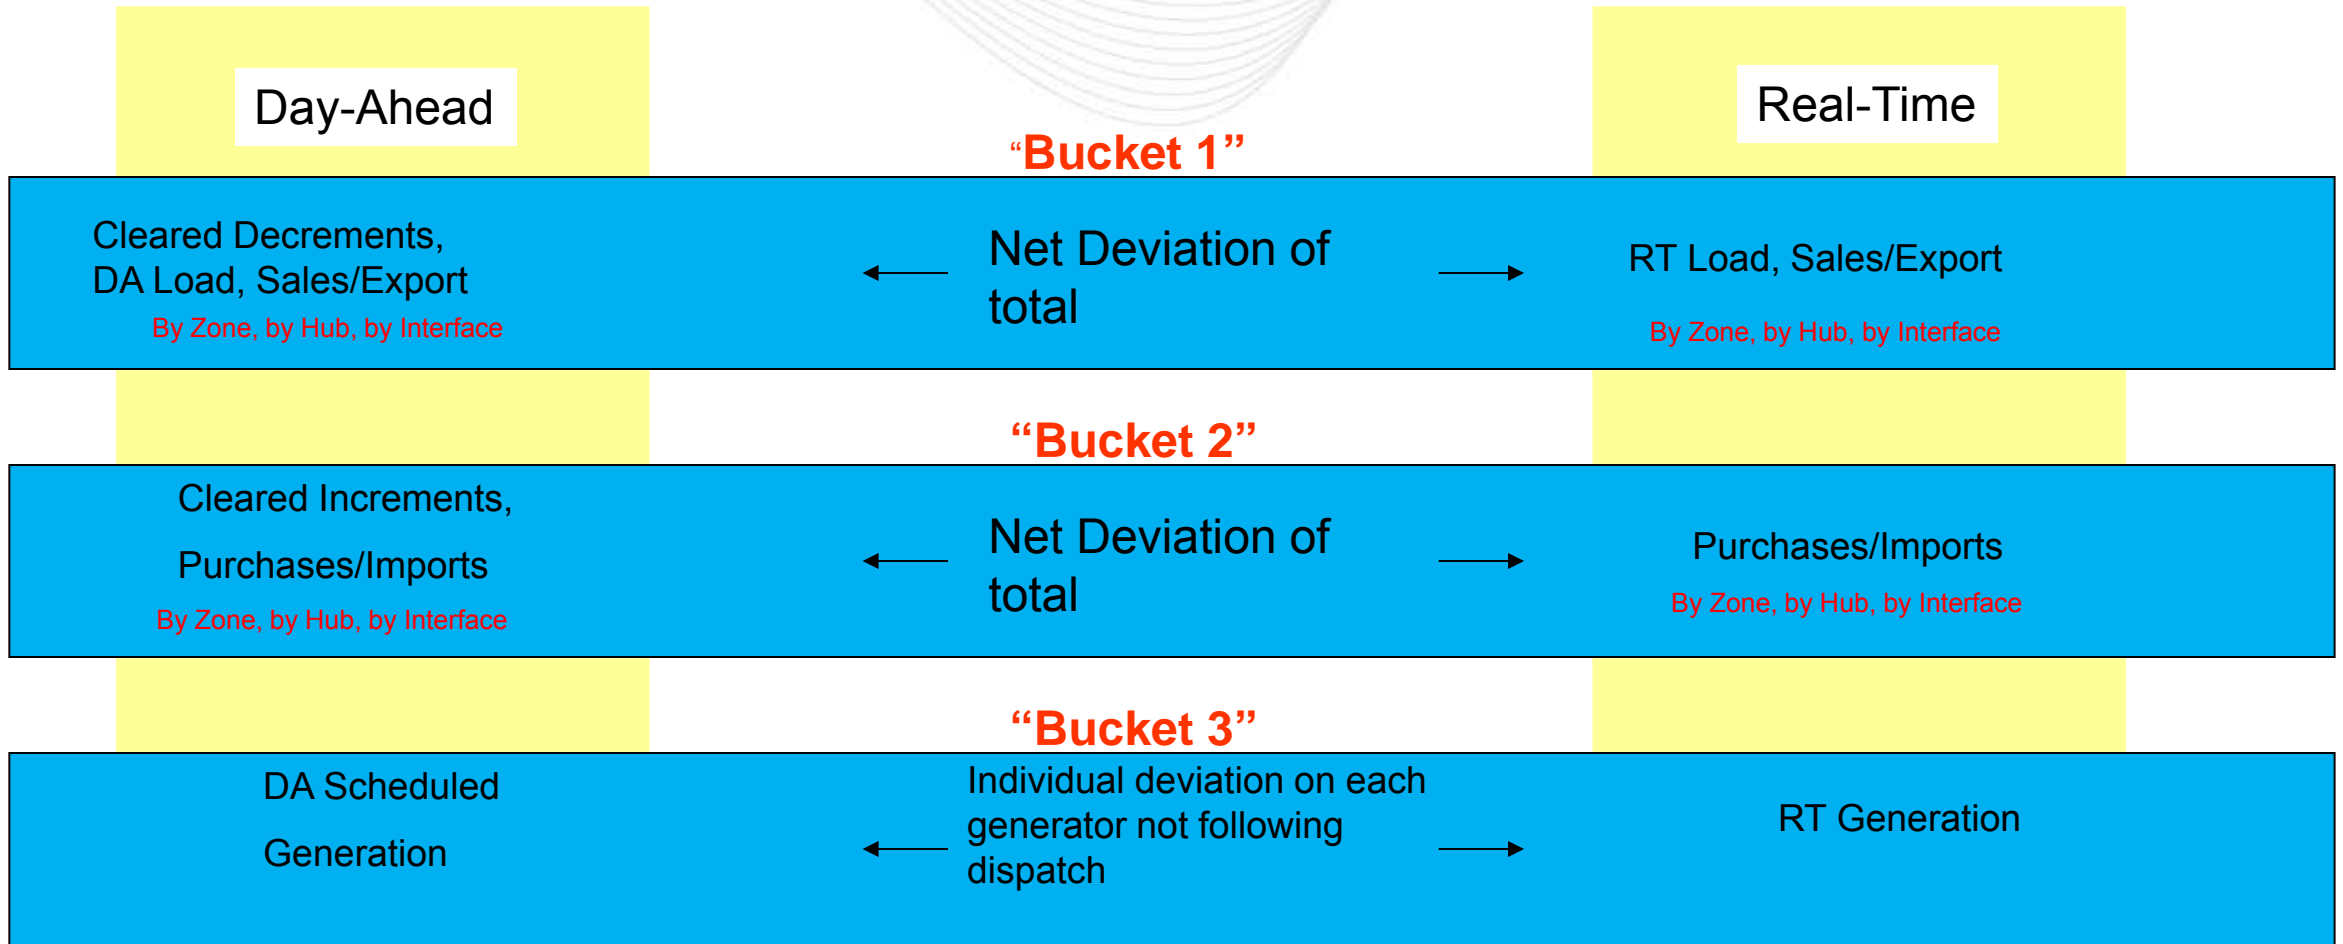 Day-Ahead
Real-Time
“Bucket 1”
Cleared Decrements,
DA Load, Sales/Export
By Zone, by Hub, by Interface
Net Deviation of
total
RT Load, Sales/Export
By Zone, by Hub, by Interface
“Bucket 2”
Cleared Increments,
Purchases/Imports
By Zone, by Hub, by Interface
Net Deviation of
total
Purchases/Imports
By Zone, by Hub, by Interface
“Bucket 3”
DA Scheduled
Generation
Individual deviation on each
generator not following
dispatch
RT Generation